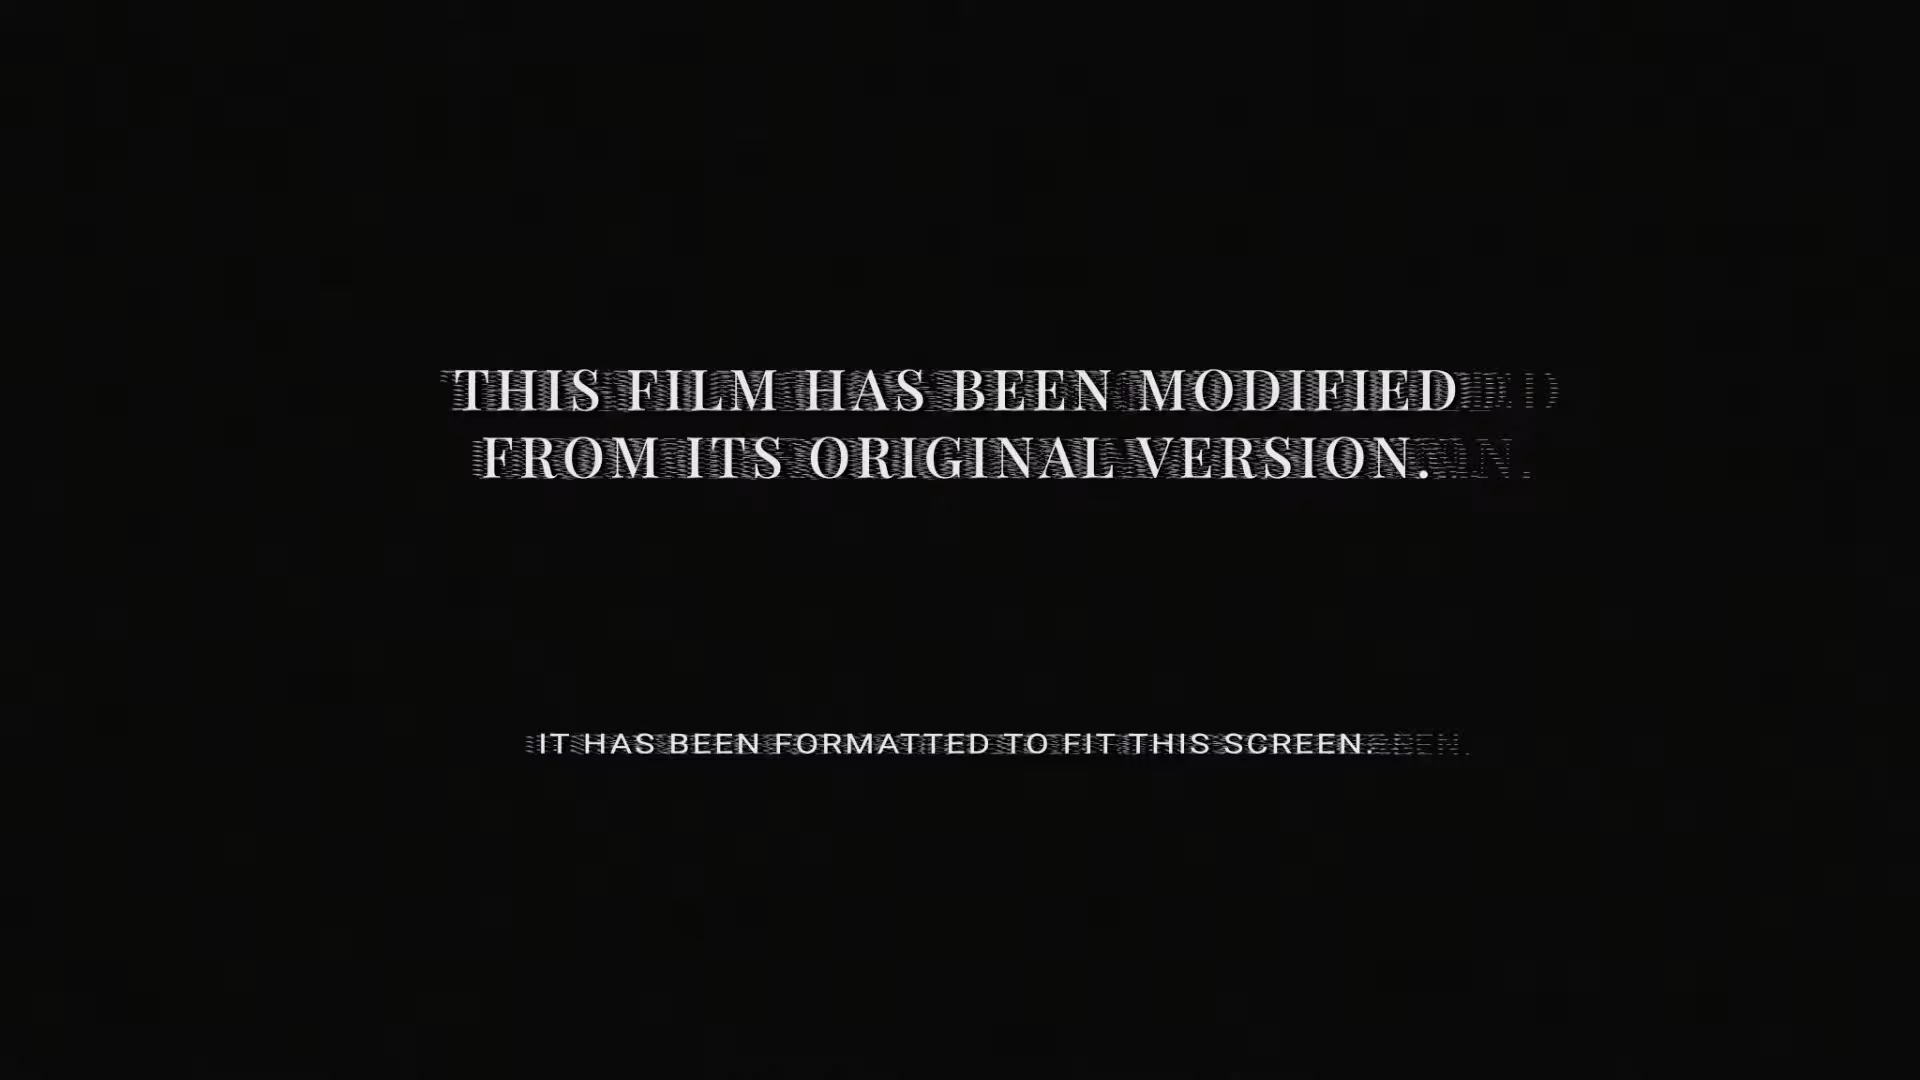 THIS FILM HAS BEEN MODIFIED
FROM ITS ORIGINAL VERSION.
IT HAS BEEN FORMATTED TO FIT THIS SCREEN.